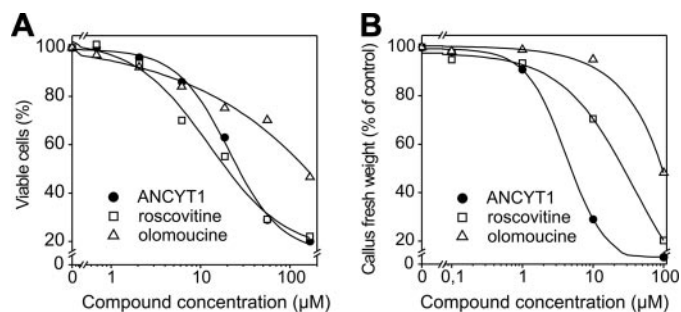 A
100
80
60
40
20
0
Viable cells (%)
ANCYT1
roscovitine
olomoucine
0
1
10
100
Compound concentration (µM)
B
100
80
60
40
20
0
Callus fresh weight (% of control)
ANCYT1
roscovitine
olomoucine
0
0,1
1
10
100
Compound concentration (µM)